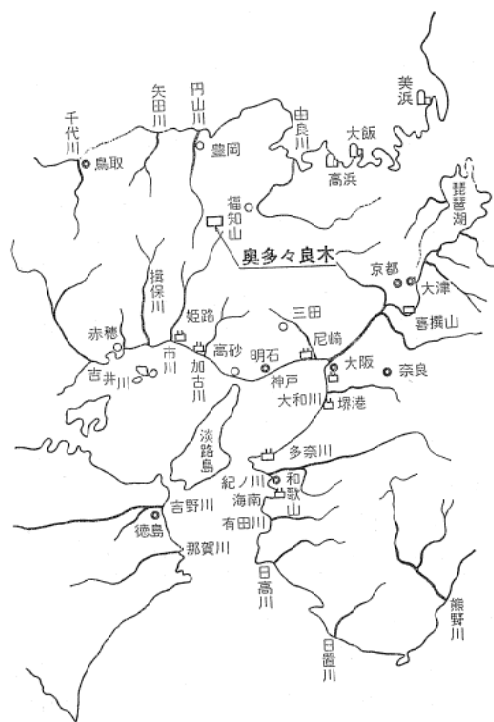 美浜
円山川
矢田川
由良川
大飯
千代川
豊岡
鳥取
高浜
琵琶湖
福知山
奥多々良木
揖保川
京都
大津
姫路
三田
喜撰山
赤穂
尼崎
市川
高砂
明石
大阪
奈良
吉井川
加古川
神戸
大和川
堺港
淡路島
多奈川
紀ノ川
和歌山
吉野川
海南
徳島
有田川
那賀川
日高川
熊野川
日置川